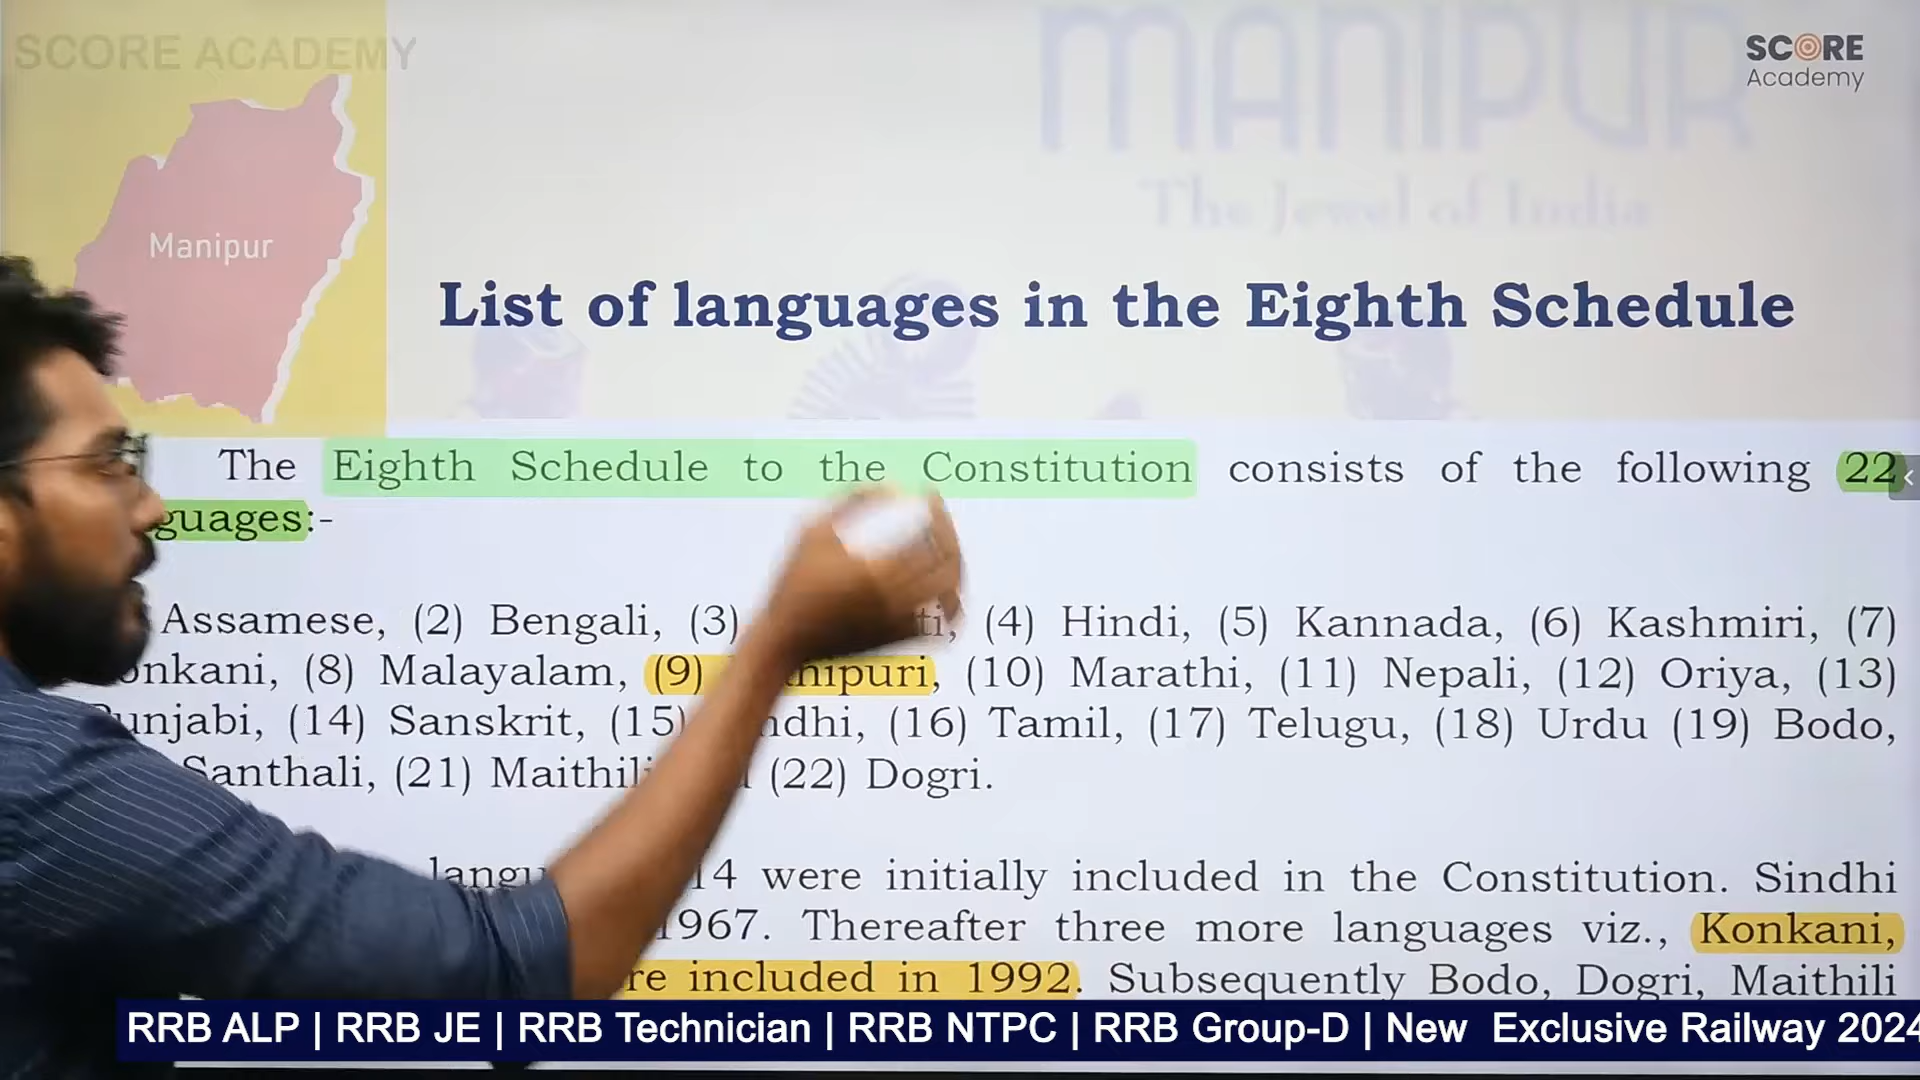 SCORE ACADEMY
MANIPUR
The Jewel of India
SCORE
Academy
Manipur
List of languages in the Eighth Schedule
The Eighth Schedule to the Constitution consists of the following 22
guages:-
Assamese, (2) Bengali, (3) ti, (4) Hindi, (5) Kannada, (6) Kashmiri, (7)
onkani, (8) Malayalam, (9) nipuri, (10) Marathi, (11) Nepali, (12) Oriya, (13)
unjabi, (14) Sanskrit, (15) ndhi, (16) Tamil, (17) Telugu, (18) Urdu (19) Bodo,
Santhali, (21) Maithili (22) Dogri.
langu 14 were initially included in the Constitution. Sindhi
1967. Thereafter three more languages viz., Konkani,
re included in 1992. Subsequently Bodo, Dogri, Maithili
RRB ALP | RRB JE | RRB Technician | RRB NTPC | RRB Group-D | New Exclusive Railway 2024